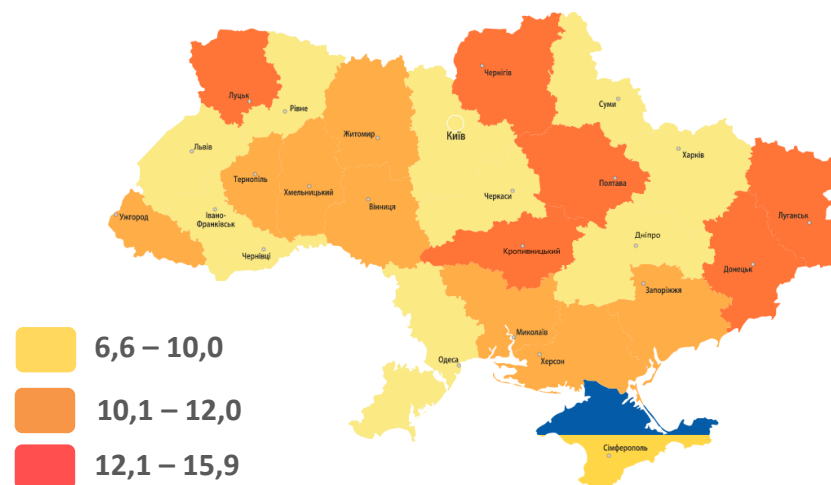 Чернігів
Луцьк
Суми
Рівне
Київ
Житомир
Львів
Харків
Тернопіль
Полтава
Хмельницький
Черкаси
Вінниця
Ужгород
Івано-
Франківськ
Луганськ
Дніпро
Чернівці
Кропивницький
Донецьк
Запоріжжя
Миколаїв
6,6 – 10,0
Одеса
Херсон
10,1 – 12,0
Сімферополь
12,1 – 15,9